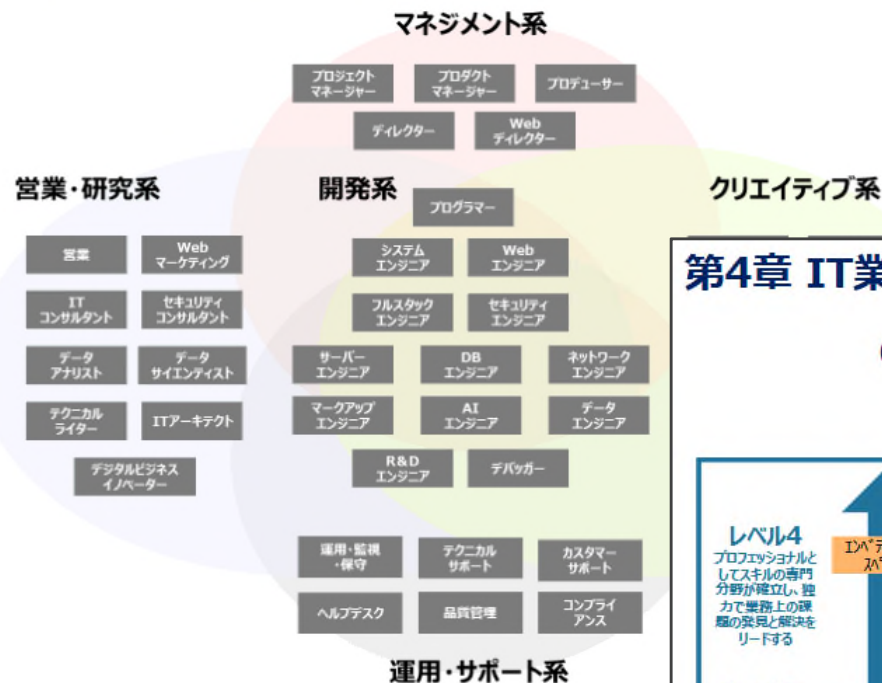 マネジメント系
プロジェクト
マネージャー
プロダクト
マネージャー
プロデューサー
ディレクター
Web
ディレクター
営業・研究系
開発系
クリエイティブ系
プログラマー
営業
Web
マーケティング
システム
エンジニア
Web
エンジニア
第4章 IT業
IT
コンサルタント
セキュリティ
コンサルタント
フルスタック
エンジニア
セキュリティ
エンジニア
データ
アナリスト
データ
サイエンティスト
サーバー
エンジニア
DB
エンジニア
ネットワーク
エンジニア
テクニカル
ライター
ITアーキテクト
マークアップ
エンジニア
AI
エンジニア
データ
エンジニア
デジタルビジネス
イノベーター
R&D
エンジニア
デバッガー
レベル4
プロフェッショナルと
してスキルの専門
分野が確立し、独
力で業務上の課
題の発見と解決を
リードする
運用・監視
・保守
テクニカル
サポート
カスタマー
サポート
ヘルプデスク
品質管理
コンプライ
アンス
運用・サポート系